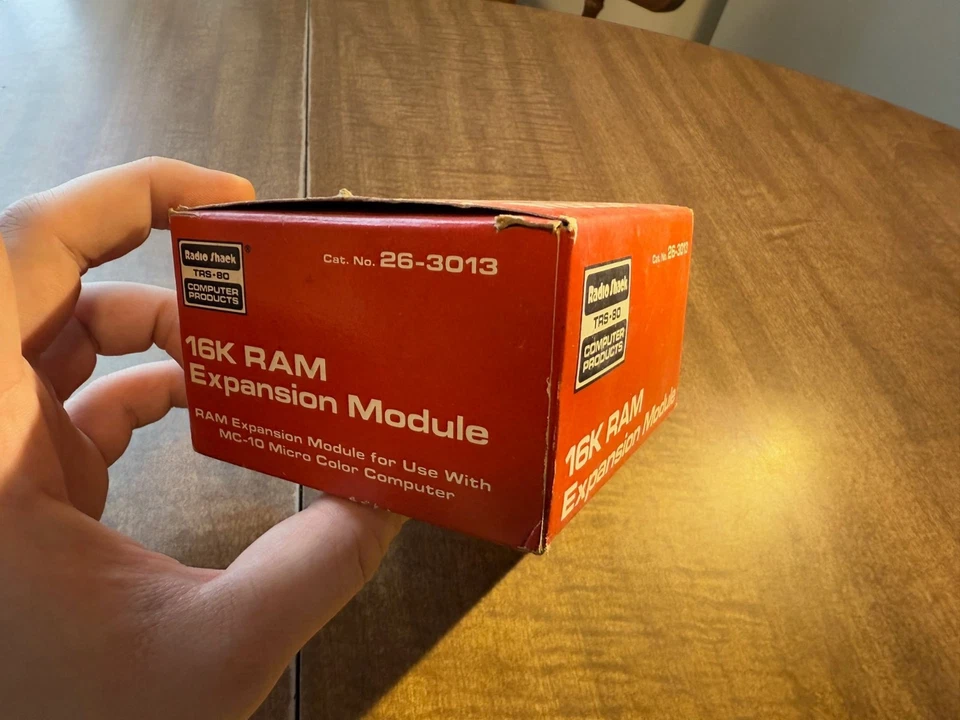 Radio Shack
TRS-80
COMPUTER
PRODUCTS
Cat. No. 26-3013
16K RAM
Expansion Module
RAM Expansion Module for Use With
MC-10 Micro Color Computer
Cat. No. 26-3013
Radio Shack
TRS-80
COMPUTER
PRODUCTS
16K RAM
Expansion Module